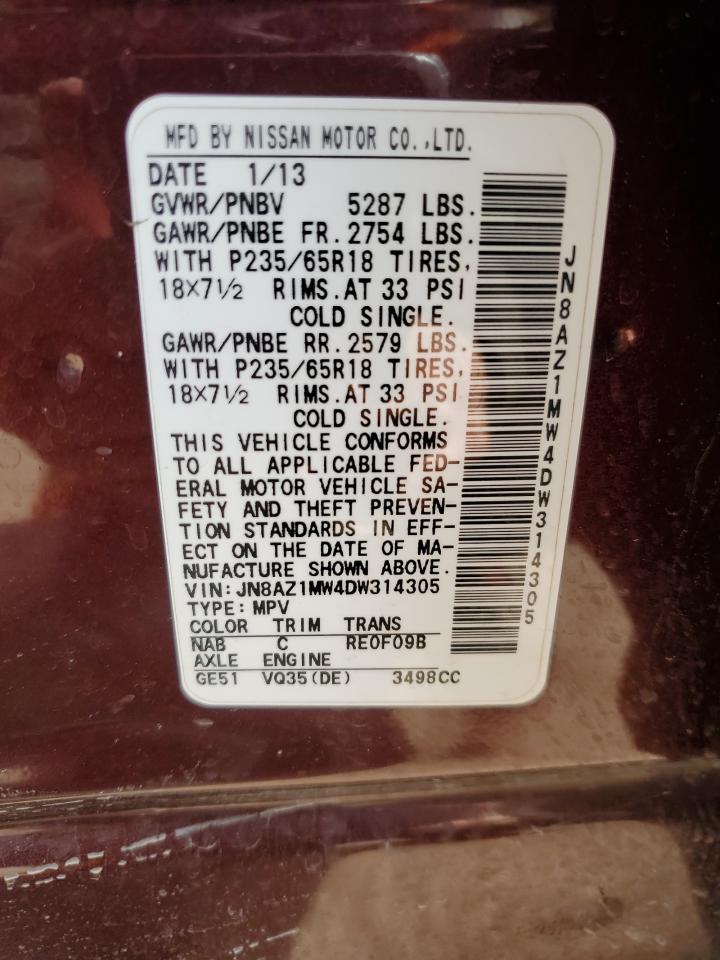 MFD BY NISSAN MOTOR CO.,LTD.
DATE 1/13
GVWR/PNBV 5287 LBS.
GAWR/PNBE FR.2754 LBS.
WITH P235/65R18 TIRES,
18X7½ RIMS.AT 33 PSI
COLD SINGLE.
GAWR/PNBE RR.2579 LBS.
WITH P235/65R18 TIRES,
18X7½ RIMS.AT 33 PSI
COLD SINGLE.
THIS VEHICLE CONFORMS
TO ALL APPLICABLE FED-
ERAL MOTOR VEHICLE SA-
FETY AND THEFT PREVEN-
TION STANDARDS IN EFF-
ECT ON THE DATE OF MA-
NUFACTURE SHOWN ABOVE.
VIN:JN8AZ1MW4DW314305
TYPE:MPV
COLOR TRIM TRANS
NAB C RE0F09B
AXLE ENGINE
GE51 VQ35(DE) 3498CC
JN8AZ1MW4DW314305